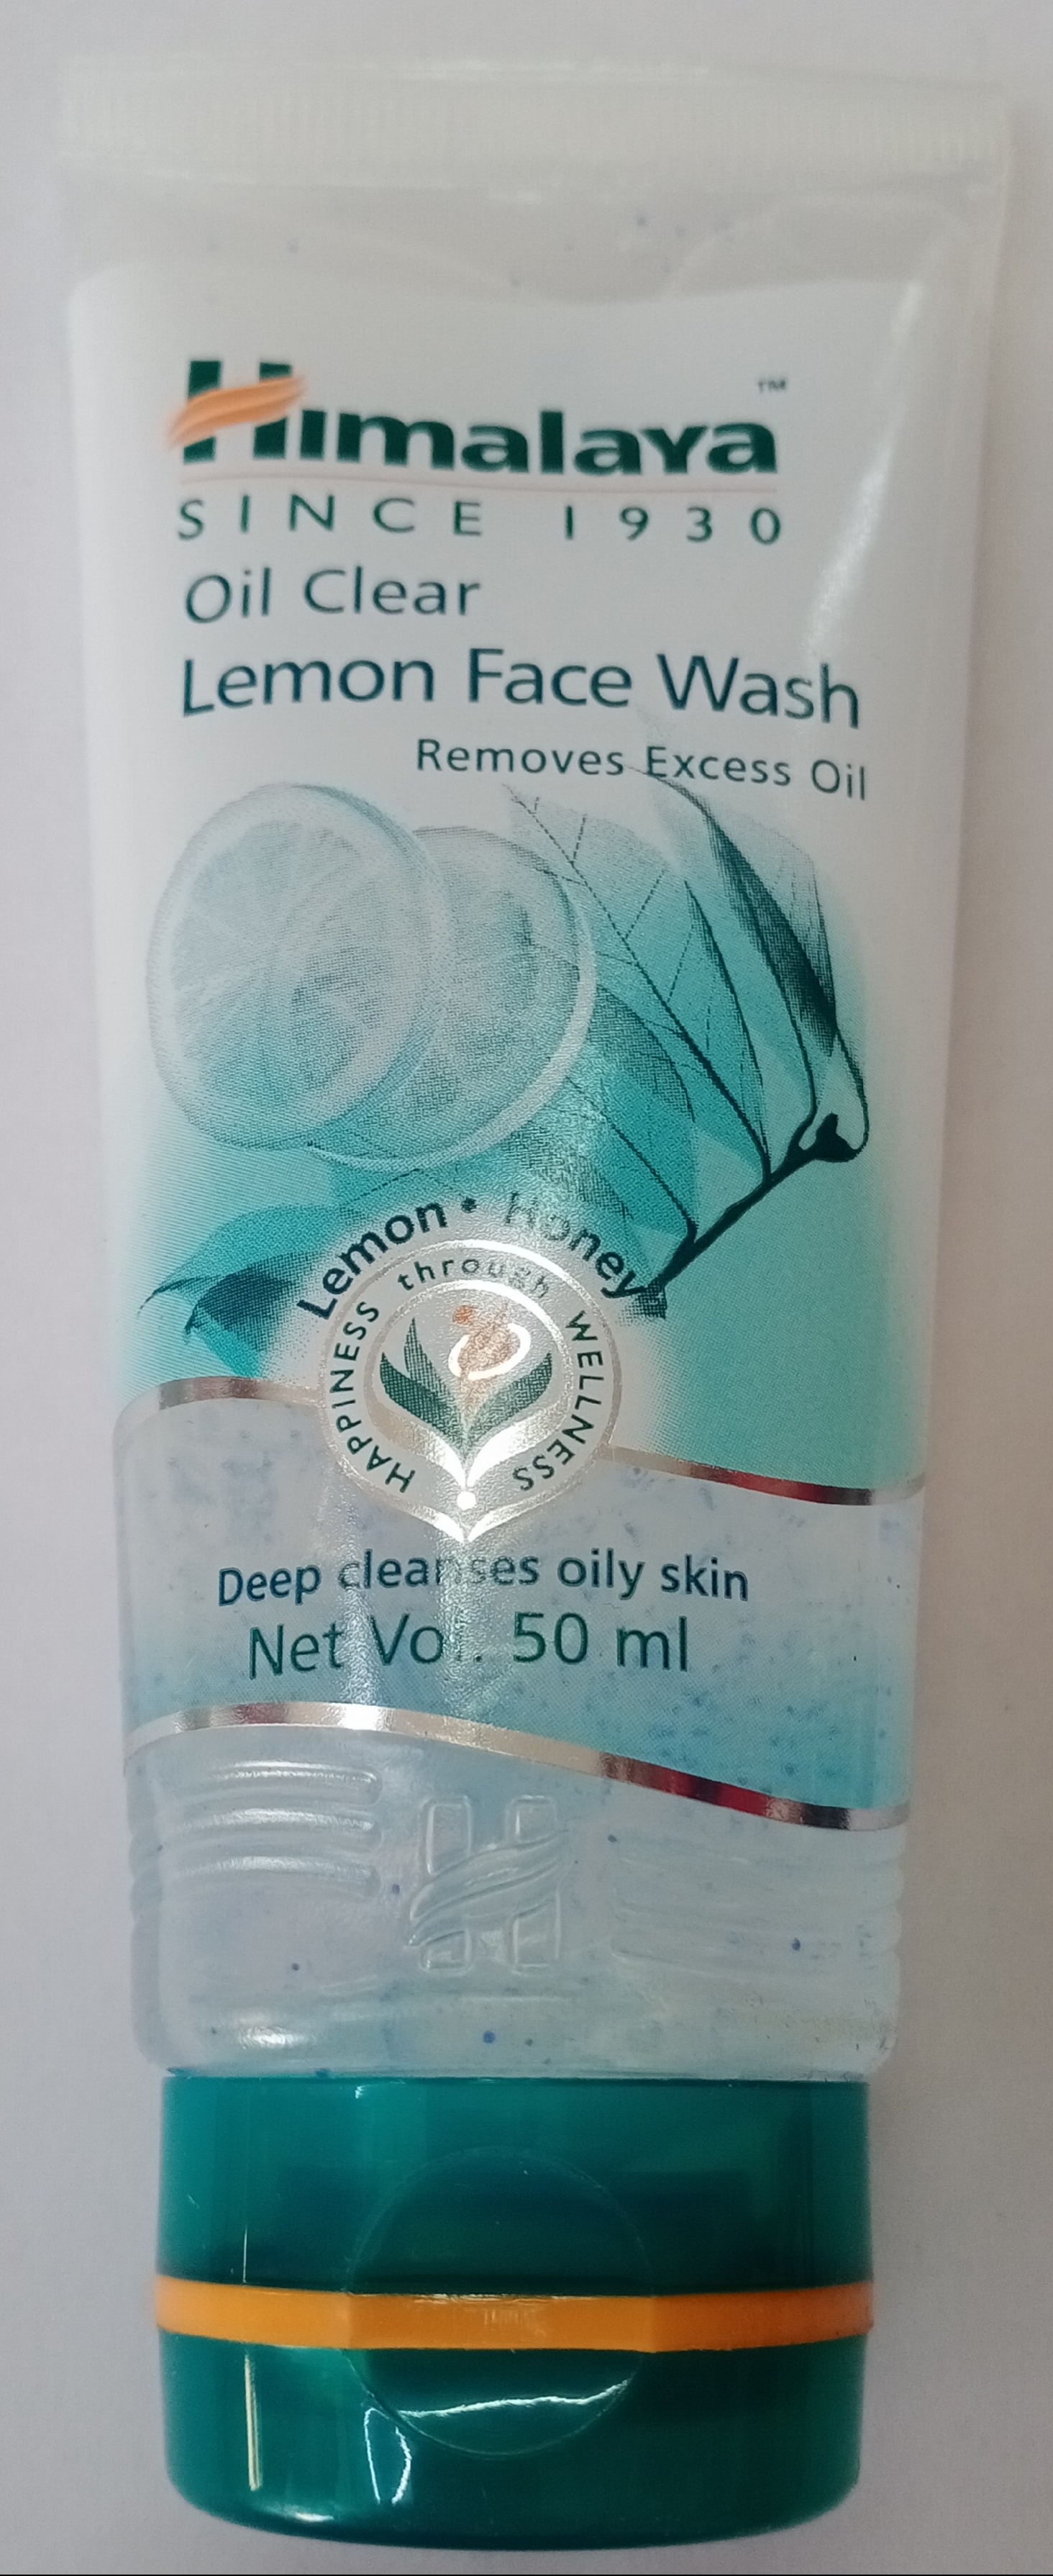 Himalaya™
SINCE 1930
Oil Clear
Lemon Face Wash
Removes Excess Oil
Lemon • Honey
HAPPINESS through WELLNESS
Deep cleanses oily skin
Net Vol. 50 ml
H